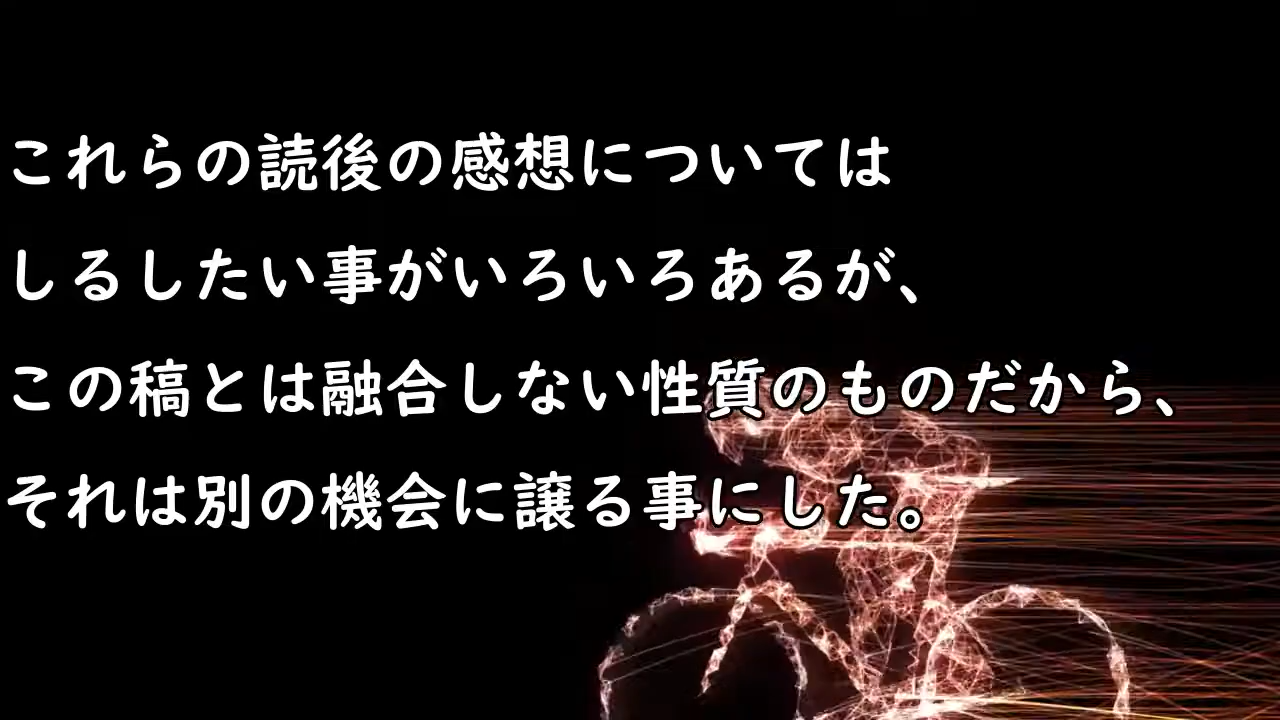 これらの読後の感想については
しるしたい事がいろいろあるが、
この稿とは融合しない性質のものだから、
それは別の機会に譲る事にした。